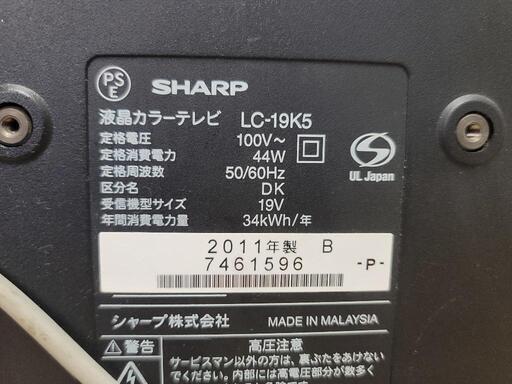 PS
E
SHARP
液晶カラーテレビ LC-19K5
定格電圧 100V～
定格消費電力 44W
定格周波数 50/60Hz
区分名 DK
受信機型サイズ 19V
年間消費電力量 34kWh/年
S
UL Japan
2011年製 B
7461596 -P-
シャープ株式会社 MADE IN MALAYSIA
警告 高圧注意
サービスマン以外の方は、裏ぶたをあけないで
ください。内部には高電圧部分が数多く